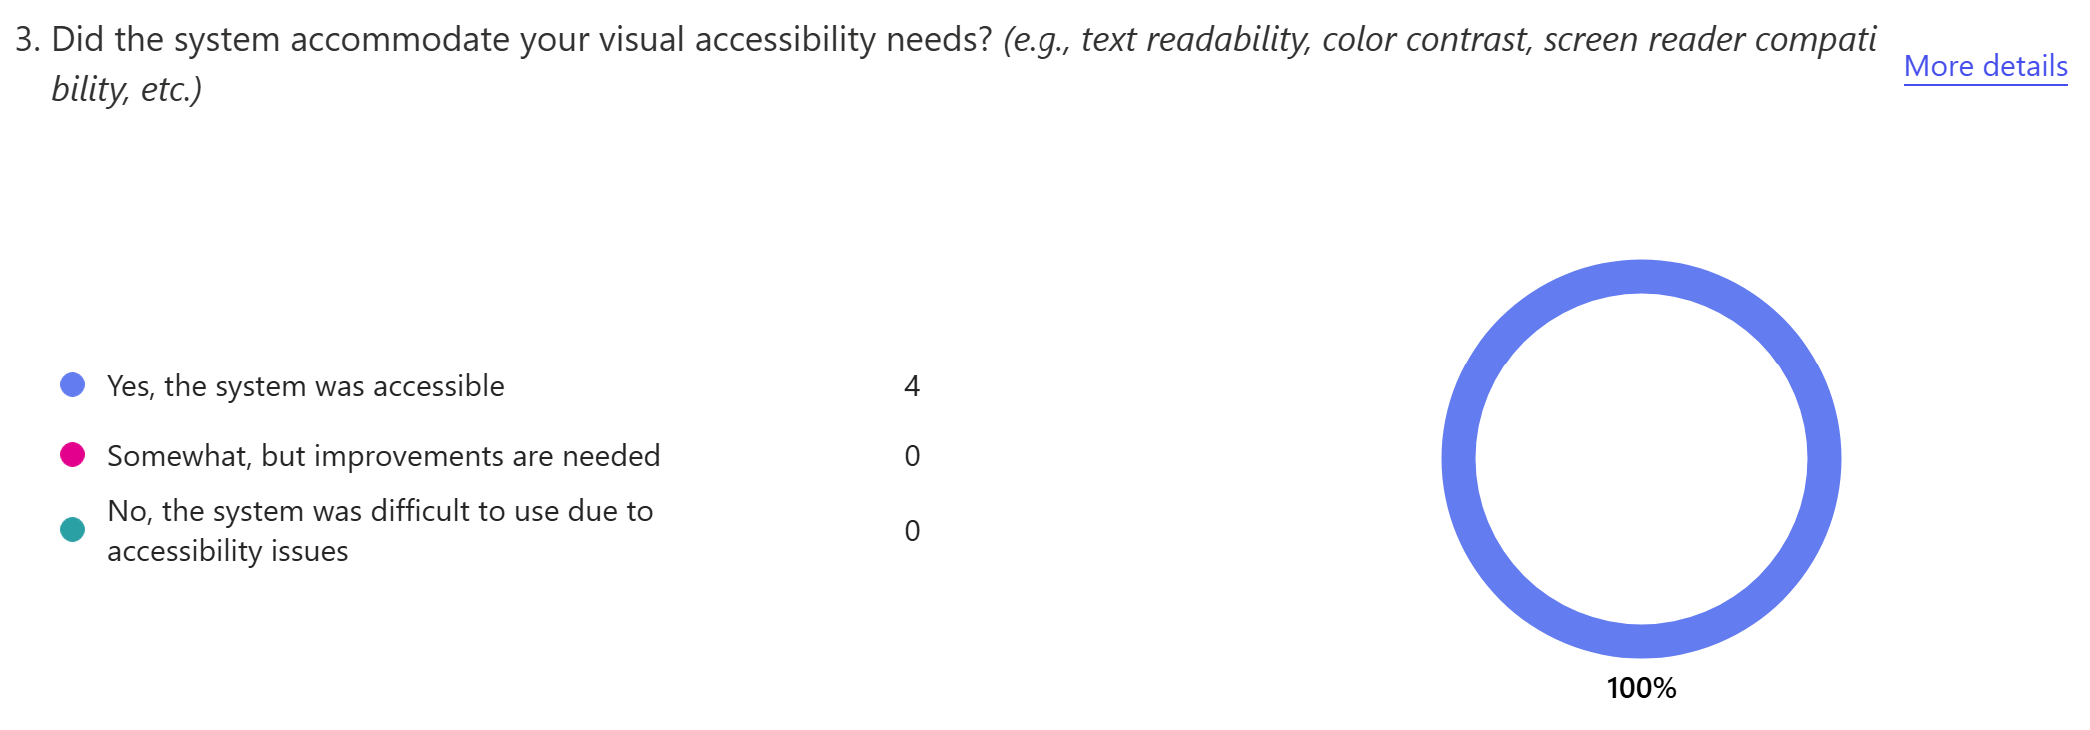 3. Did the system accommodate your visual accessibility needs? (e.g., text readability, color contrast, screen reader compati
bility, etc.)
More details
Yes, the system was accessible 4
Somewhat, but improvements are needed 0
No, the system was difficult to use due to
accessibility issues 0
100%